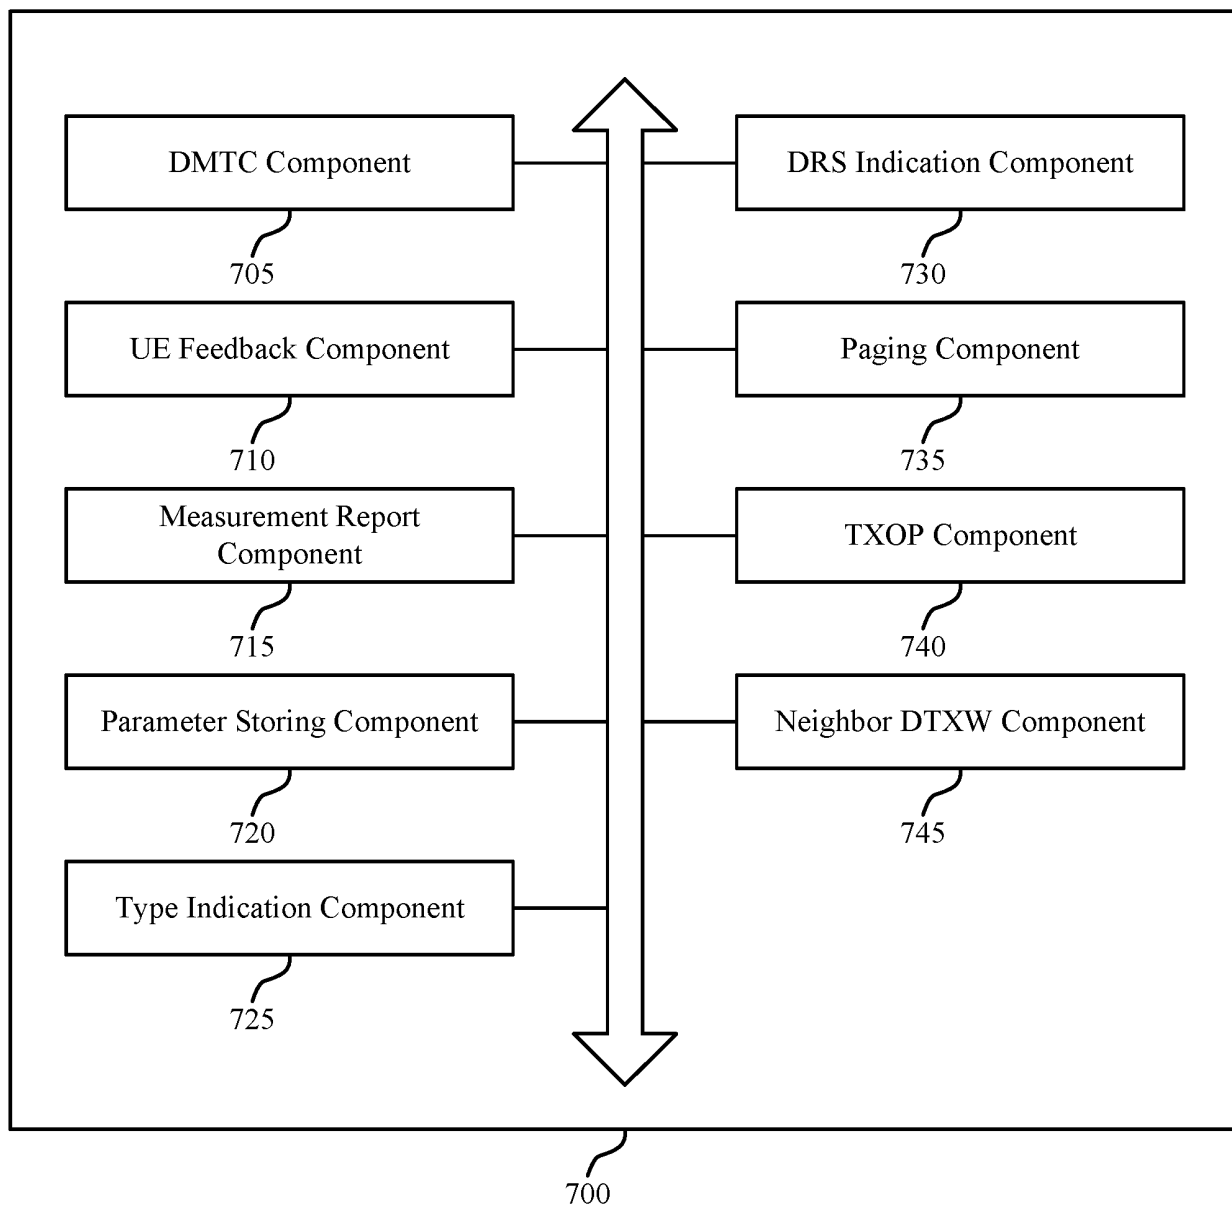 DMTC Component
705
UE Feedback Component
710
Measurement Report
Component
715
Parameter Storing Component
720
Type Indication Component
725
DRS Indication Component
730
Paging Component
735
TXOP Component
740
Neighbor DTXW Component
745
700